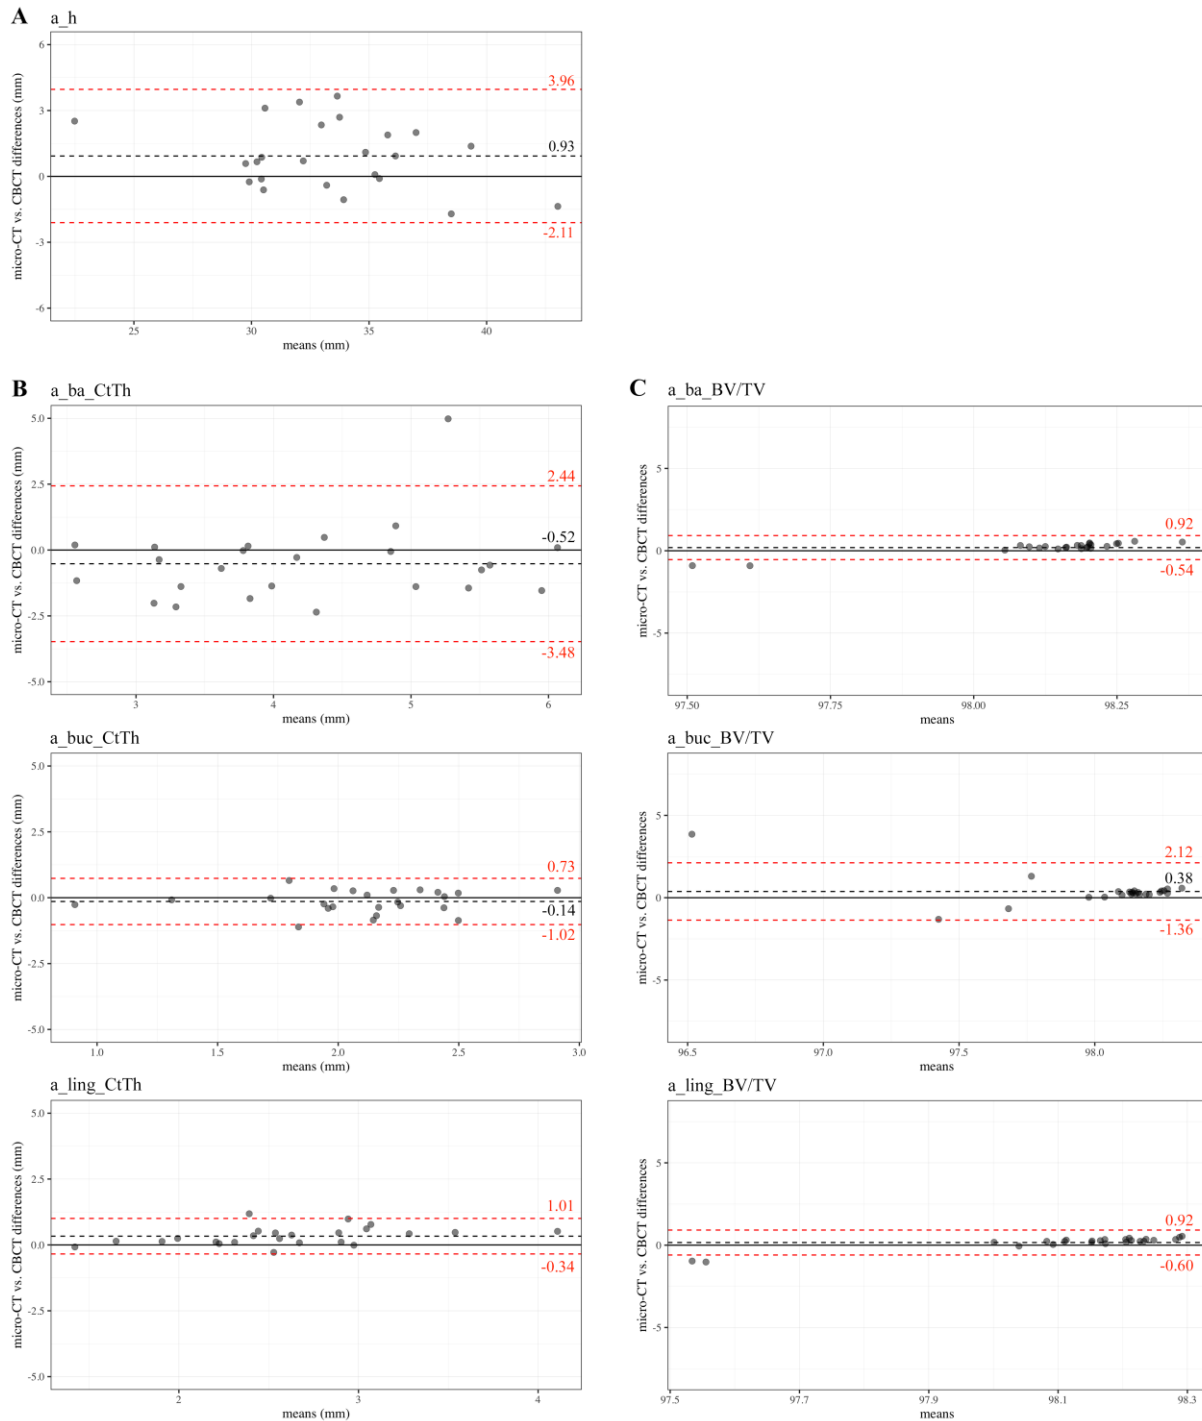 A a_h
micro-CT vs. CBCT differences (mm)
6
3
0
-3
-6
3.96
0.93
-2.11
25 30 35 40
means (mm)
B a_ba_CtTh
micro-CT vs. CBCT differences (mm)
5.0
2.5
0.0
-2.5
-5.0
2.44
-0.52
-3.48
3 4 5 6
means (mm)
a_buc_CtTh
micro-CT vs. CBCT differences (mm)
5.0
2.5
0.0
-2.5
-5.0
0.73
-0.14
-1.02
1.0 1.5 2.0 2.5 3.0
means (mm)
a_ling_CtTh
micro-CT vs. CBCT differences (mm)
5.0
2.5
0.0
-2.5
-5.0
1.01
-0.34
2 3 4
means (mm)
C a_ba_BV/TV
micro-CT vs. CBCT differences
5
0
-5
0.92
-0.54
97.50 97.75 98.00 98.25
means
a_buc_BV/TV
micro-CT vs. CBCT differences
5
0
-5
2.12
0.38
-1.36
96.5 97.0 97.5 98.0
means
a_ling_BV/TV
micro-CT vs. CBCT differences
5
0
-5
0.92
-0.60
97.5 97.7 97.9 98.1 98.3
means